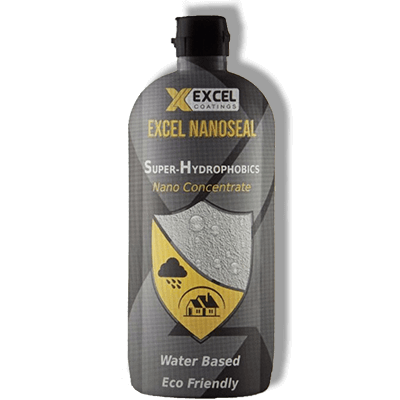 EXCEL
COATINGS
EXCEL NANOSEAL
SUPER-HYDROPHOBICS
Nano Concentrate
Water Based
Eco Friendly